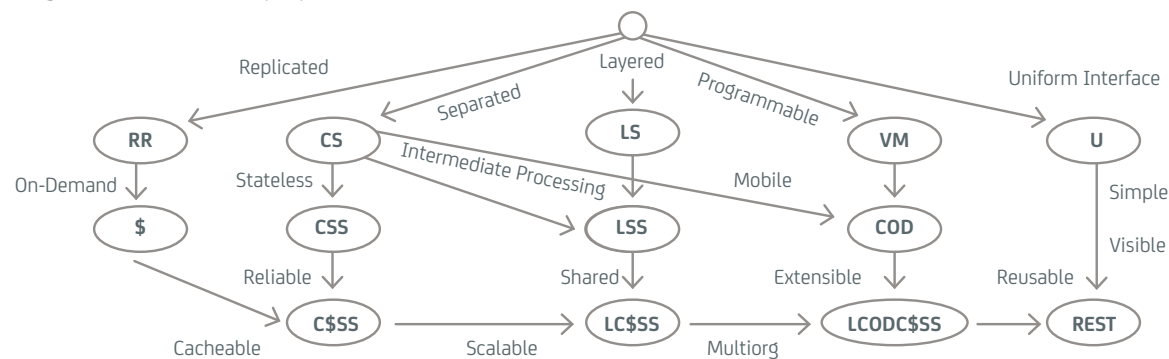 Replicated
Separated
Layered
Programmable
Uniform Interface
RR
CS
LS
VM
U
On-Demand
Stateless
Intermediate Processing
Mobile
Simple
$
CSS
LSS
COD
Visible
Reliable
Shared
Extensible
Reusable
C$SS
LC$SS
LCODC$SS
REST
Cacheable
Scalable
Multiorg